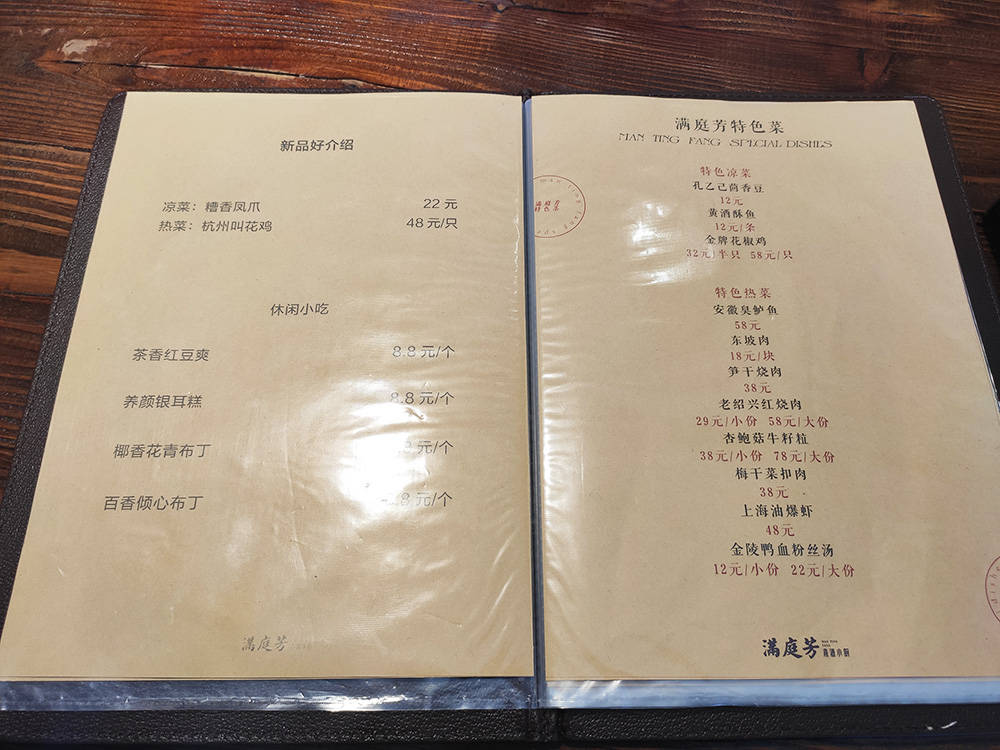 新品好介绍
凉菜：糟香凤爪 22 元
热菜：杭州叫花鸡 48 元/只
休闲小吃
茶香红豆爽 8.8 元/个
养颜银耳糕 8.8 元/个
椰香花青布丁 元/个
百香倾心布丁 .8 元/个
满庭芳
满庭芳特色菜
MAN TING FANG SPECIAL DISHES
特色凉菜
孔乙己茴香豆
12元
黄酒酥鱼
12元/条
金牌花椒鸡
32元/半只 58元/只
特色热菜
安徽臭鲈鱼
58元
东坡肉
18元/块
笋干烧肉
38元
老绍兴红烧肉
29元/小份 58元/大份
杏鲍菇牛籽粒
38元/小份 78元/大份
梅干菜扣肉
38元
上海油爆虾
48元
金陵鸭血粉丝汤
12元/小份 22元/大份
满庭芳